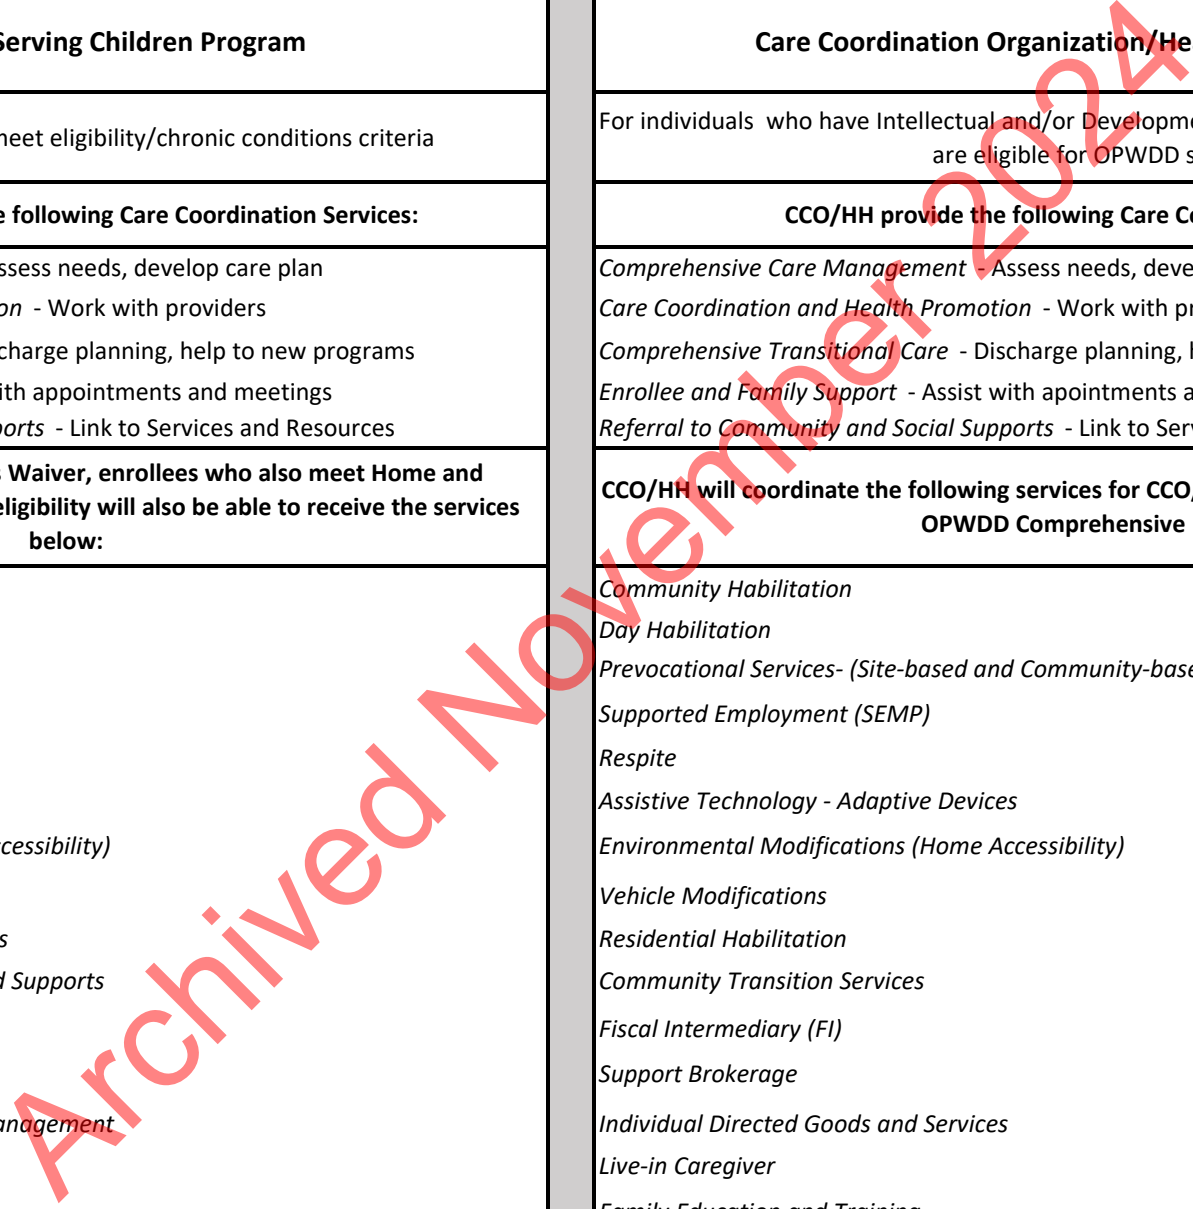 Serving Children Program
meet eligibility/chronic conditions criteria
e following Care Coordination Services:
ssess needs, develop care plan
on - Work with providers
charge planning, help to new programs
ith appointments and meetings
ports - Link to Services and Resources
s Waiver, enrollees who also meet Home and
eligibility will also be able to receive the services
below:
cessibility)
s
d Supports
anagement
Care Coordination Organization/He
For individuals who have Intellectual and/or Developme
are eligible for OPWDD s
CCO/HH provide the following Care Co
Comprehensive Care Management - Assess needs, deve
Care Coordination and Health Promotion - Work with pr
Comprehensive Transitional Care - Discharge planning, h
Enrollee and Family Support - Assist with apointments a
Referral to Community and Social Supports - Link to Serv
CCO/HH will coordinate the following services for CCO/
OPWDD Comprehensive
Community Habilitation
Day Habilitation
Prevocational Services- (Site-based and Community-base
Supported Employment (SEMP)
Respite
Assistive Technology - Adaptive Devices
Environmental Modifications (Home Accessibility)
Vehicle Modifications
Residential Habilitation
Community Transition Services
Fiscal Intermediary (FI)
Support Brokerage
Individual Directed Goods and Services
Live-in Caregiver
Family Education and Training
Archived November 2024